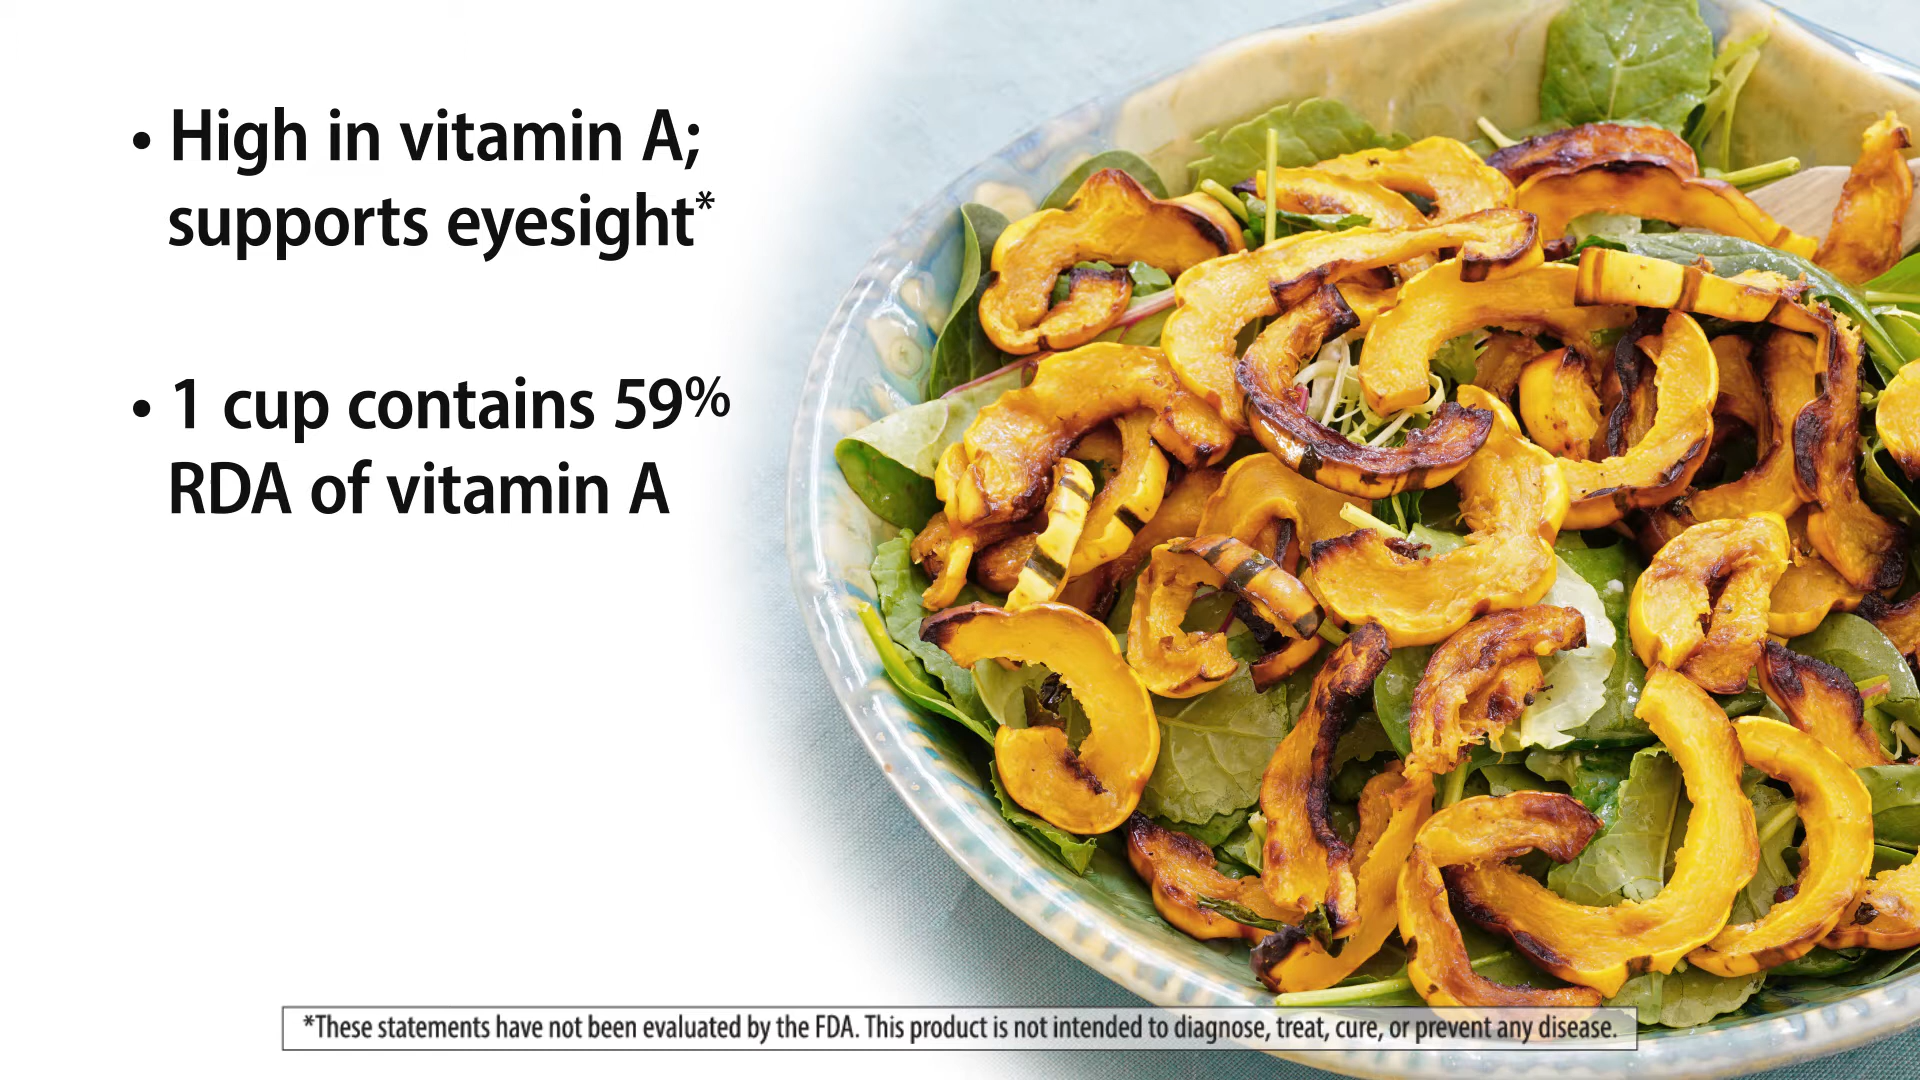 • High in vitamin A;
supports eyesight*
• 1 cup contains 59%
RDA of vitamin A
*These statements have not been evaluated by the FDA. This product is not intended to diagnose, treat, cure, or prevent any disease.